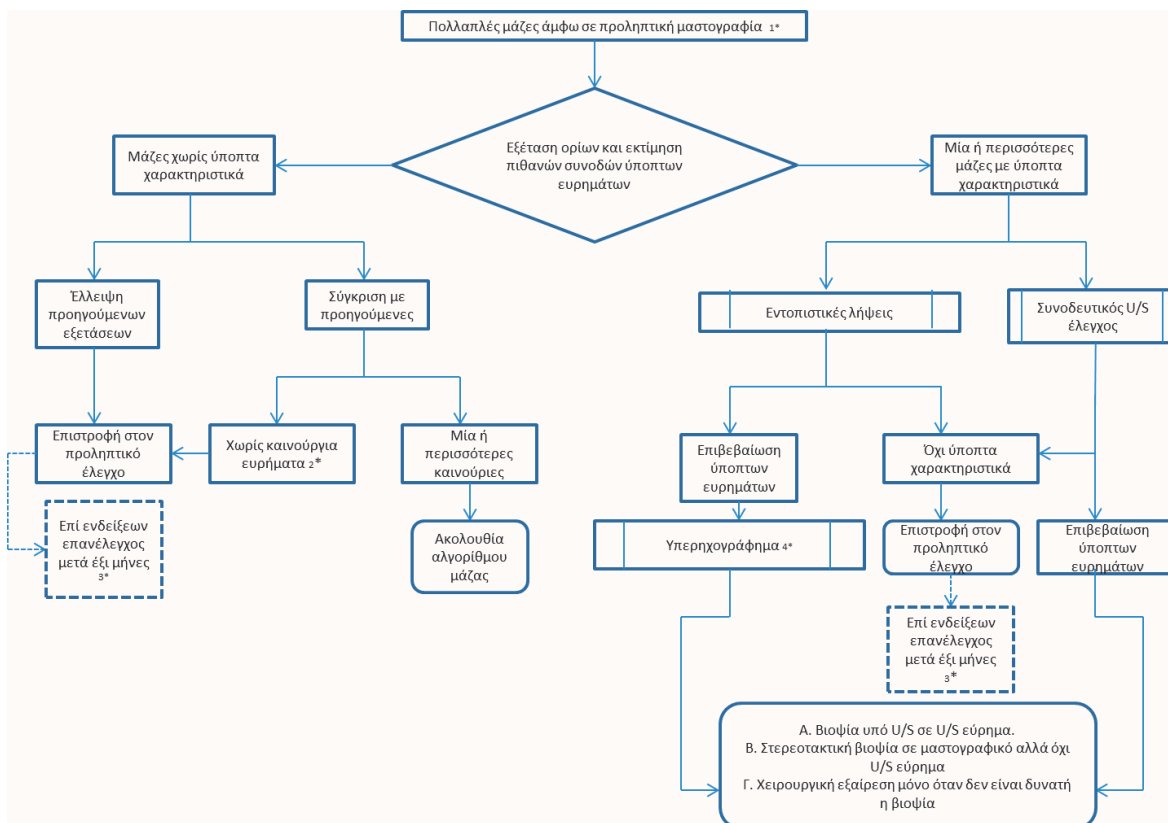 Πολλαπλές μάζες άμφω σε προληπτική μαστογραφία 1*
Εξέταση ορίων και εκτίμηση
πιθανών συνοδών ύποπτων
ευρημάτων
Μάζες χωρίς ύποπτα
χαρακτηριστικά
Μία ή περισσότερες
μάζες με ύποπτα
χαρακτηριστικά
Έλλειψη
προηγούμενων
εξετάσεων
Σύγκριση με
προηγούμενες
Εντοπιστικές λήψεις
Συνοδευτικός U/S
έλεγχος
Επιστροφή στον
προληπτικό
έλεγχο
Χωρίς καινούργια
ευρήματα 2*
Μία ή
περισσότερες
καινούριες
Επιβεβαίωση
ύποπτων
ευρημάτων
Όχι ύποπτα
χαρακτηριστικά
Επί ενδείξεων
επανέλεγχος
μετά έξι μήνες
3*
Ακολουθία
αλγορίθμου
μάζας
Υπερηχογράφημα 4*
Επιστροφή στον
προληπτικό
έλεγχο
Επιβεβαίωση
ύποπτων
ευρημάτων
Επί ενδείξεων
επανέλεγχος
μετά έξι μήνες
3*
Α. Βιοψία υπό U/S σε U/S εύρημα.
Β. Στερεοτακτική βιοψία σε μαστογραφικό αλλά όχι
U/S εύρημα
Γ. Χειρουργική εξαίρεση μόνο όταν δεν είναι δυνατή
η βιοψία